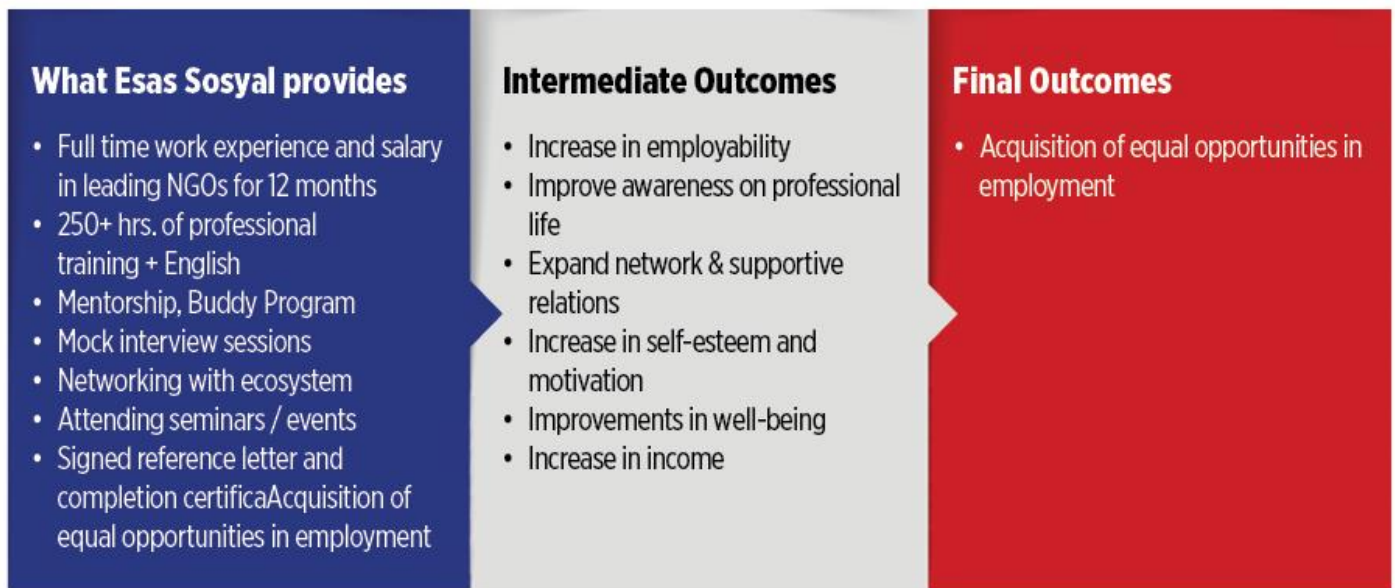 What Esas Sosyal provides
• Full time work experience and salary
in leading NGOs for 12 months
• 250+ hrs. of professional
training + English
• Mentorship, Buddy Program
• Mock interview sessions
• Networking with ecosystem
• Attending seminars / events
• Signed reference letter and
completion certificaAcquisition of
equal opportunities in employment
Intermediate Outcomes
• Increase in employability
• Improve awareness on professional
life
• Expand network & supportive
relations
• Increase in self-esteem and
motivation
• Improvements in well-being
• Increase in income
Final Outcomes
• Acquisition of equal opportunities in
employment